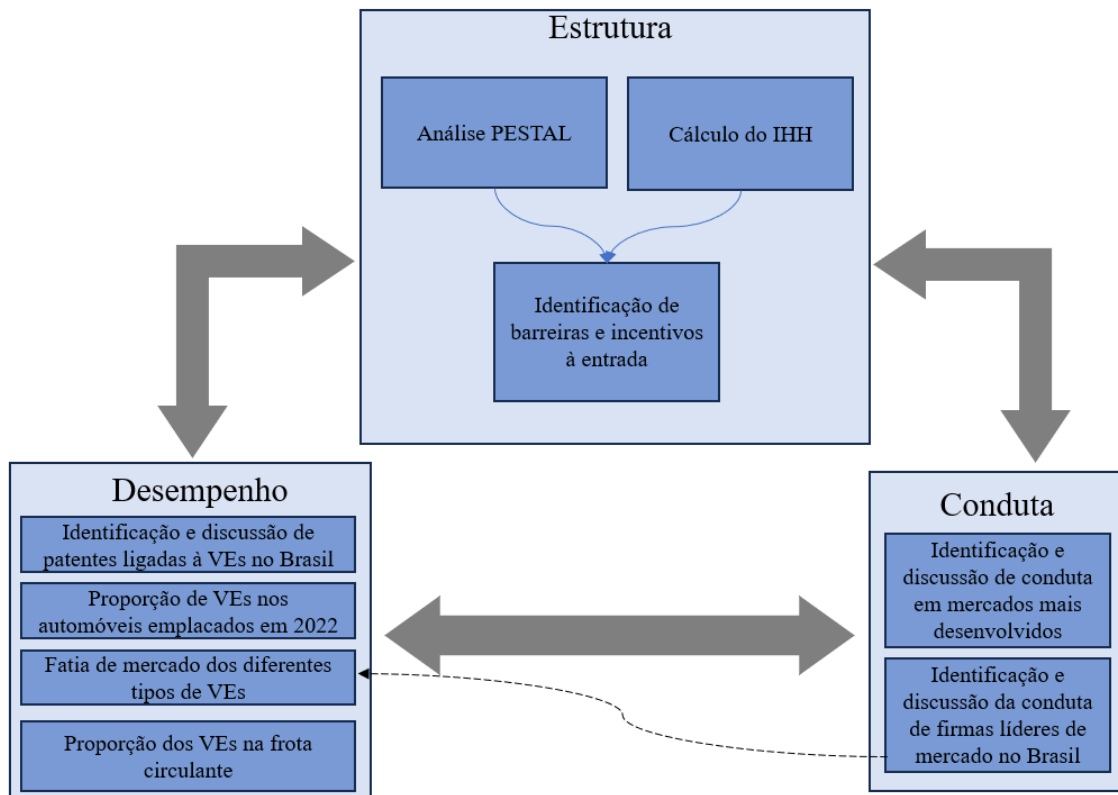 Estrutura
Análise PESTAL
Cálculo do IHH
Identificação de
barreiras e incentivos
à entrada
Desempenho
Identificação e discussão de
patentes ligadas à VEs no Brasil
Proporção de VEs nos
automóveis emplacados em 2022
Fatia de mercado dos diferentes
tipos de VEs
Proporção dos VEs na frota
circulante
Conduta
Identificação e
discussão de conduta
em mercados mais
desenvolvidos
Identificação e
discussão da conduta
de firmas líderes de
mercado no Brasil